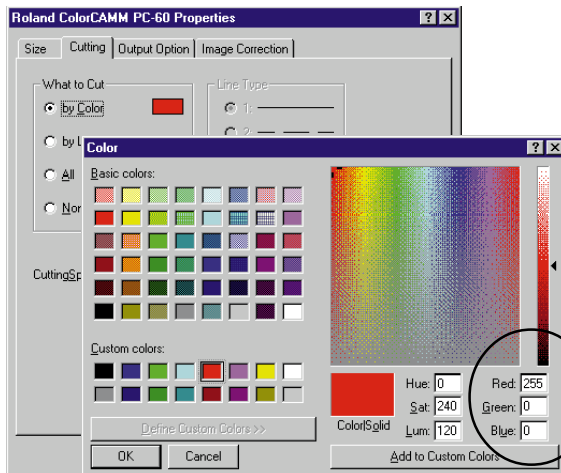 Roland ColorCAMM PC-60 Properties
Size Cutting Output Option Image Correction
What to Cut
Line Type
by Color
1:
2:
by L
All
Nor
CuttingSp
Color
Basic colors:
Custom colors:
Define Custom Colors >>
OK Cancel
Color|Solid
Hue: 0
Sat: 240
Lum: 120
Red: 255
Green: 0
Blue: 0
Add to Custom Colors